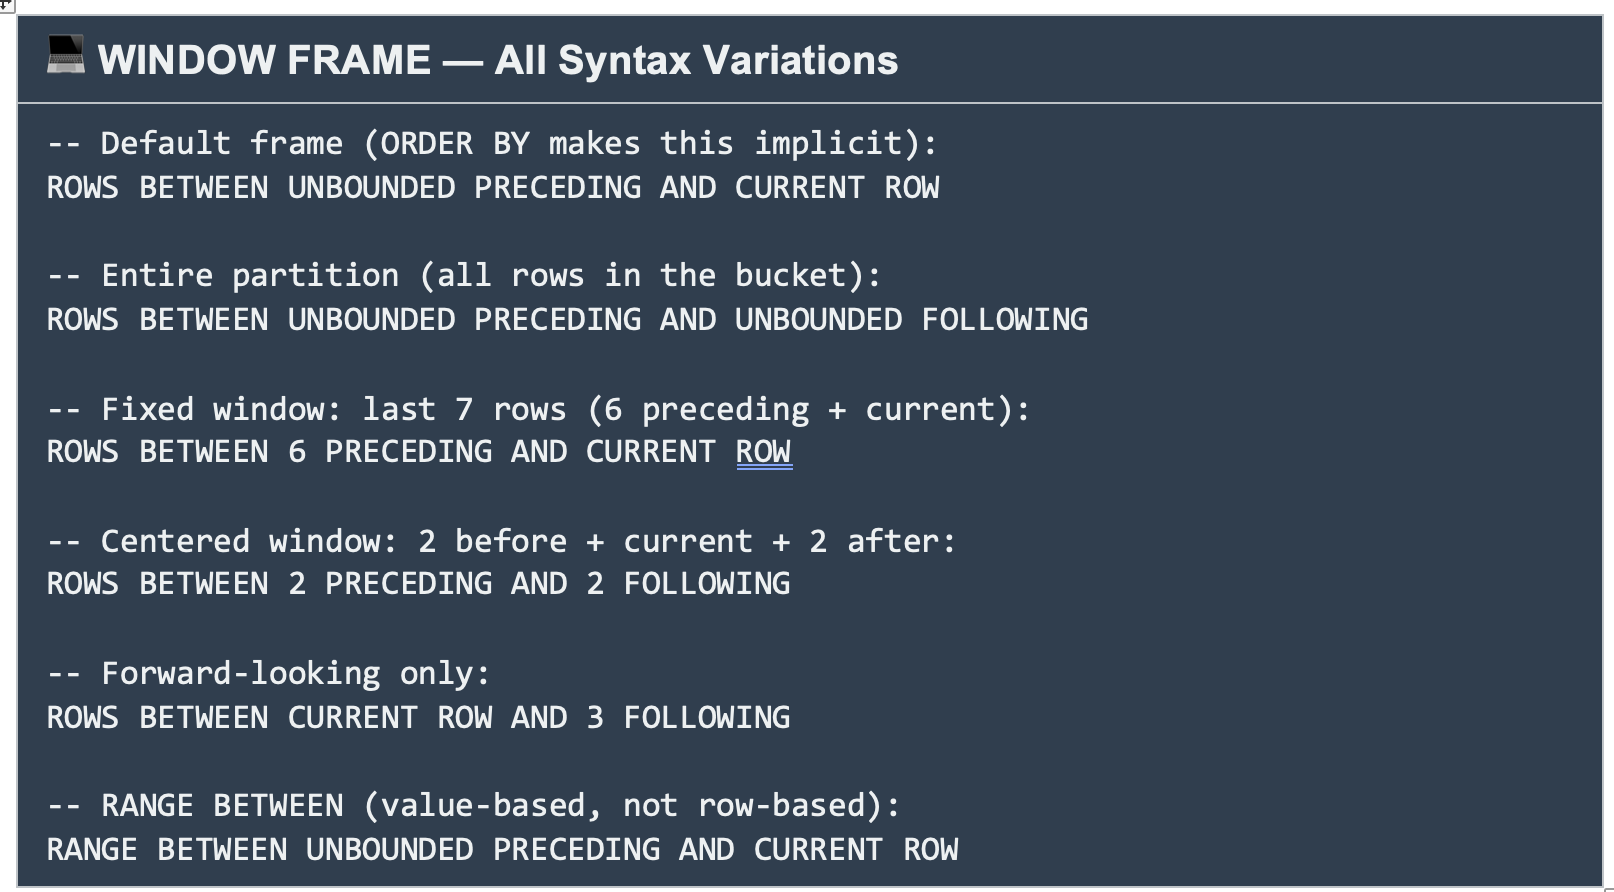 💻 WINDOW FRAME — All Syntax Variations
-- Default frame (ORDER BY makes this implicit):
ROWS BETWEEN UNBOUNDED PRECEDING AND CURRENT ROW
-- Entire partition (all rows in the bucket):
ROWS BETWEEN UNBOUNDED PRECEDING AND UNBOUNDED FOLLOWING
-- Fixed window: last 7 rows (6 preceding + current):
ROWS BETWEEN 6 PRECEDING AND CURRENT ROW
-- Centered window: 2 before + current + 2 after:
ROWS BETWEEN 2 PRECEDING AND 2 FOLLOWING
-- Forward-looking only:
ROWS BETWEEN CURRENT ROW AND 3 FOLLOWING
-- RANGE BETWEEN (value-based, not row-based):
RANGE BETWEEN UNBOUNDED PRECEDING AND CURRENT ROW